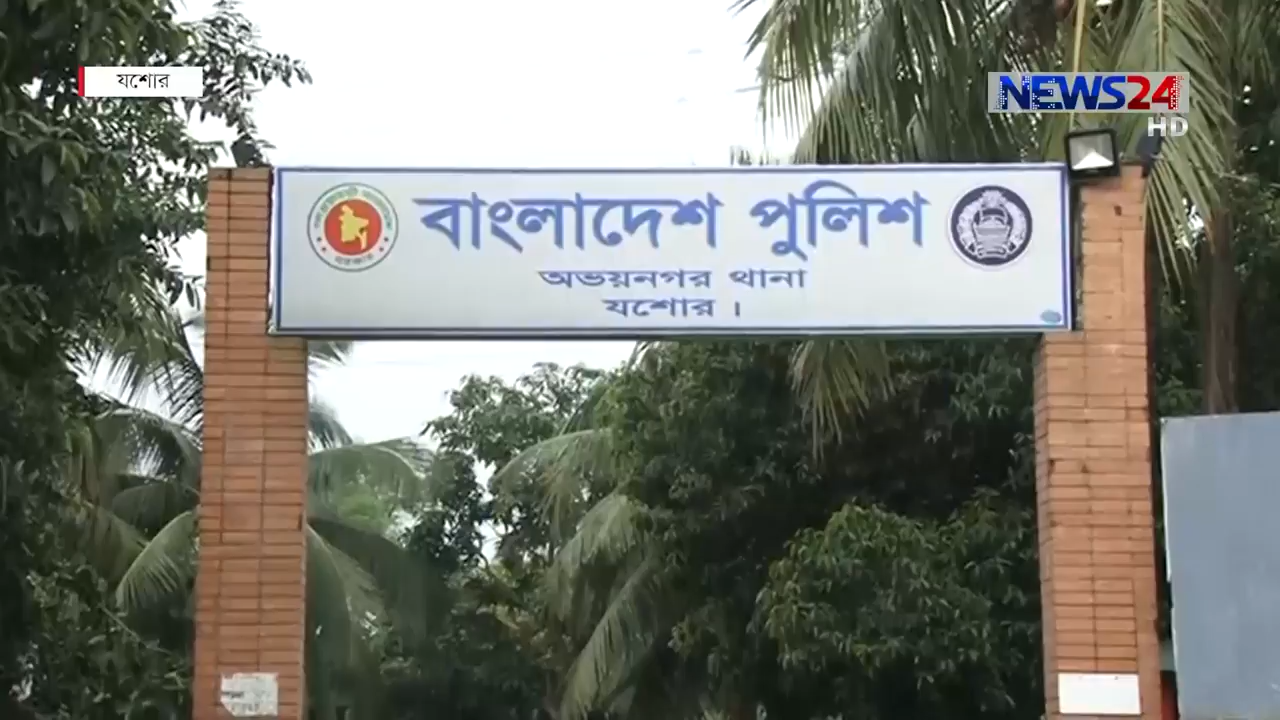 যশোর
NEWS24
HD
বাংলাদেশ পুলিশ
অভয়নগর থানা
যশোর ।